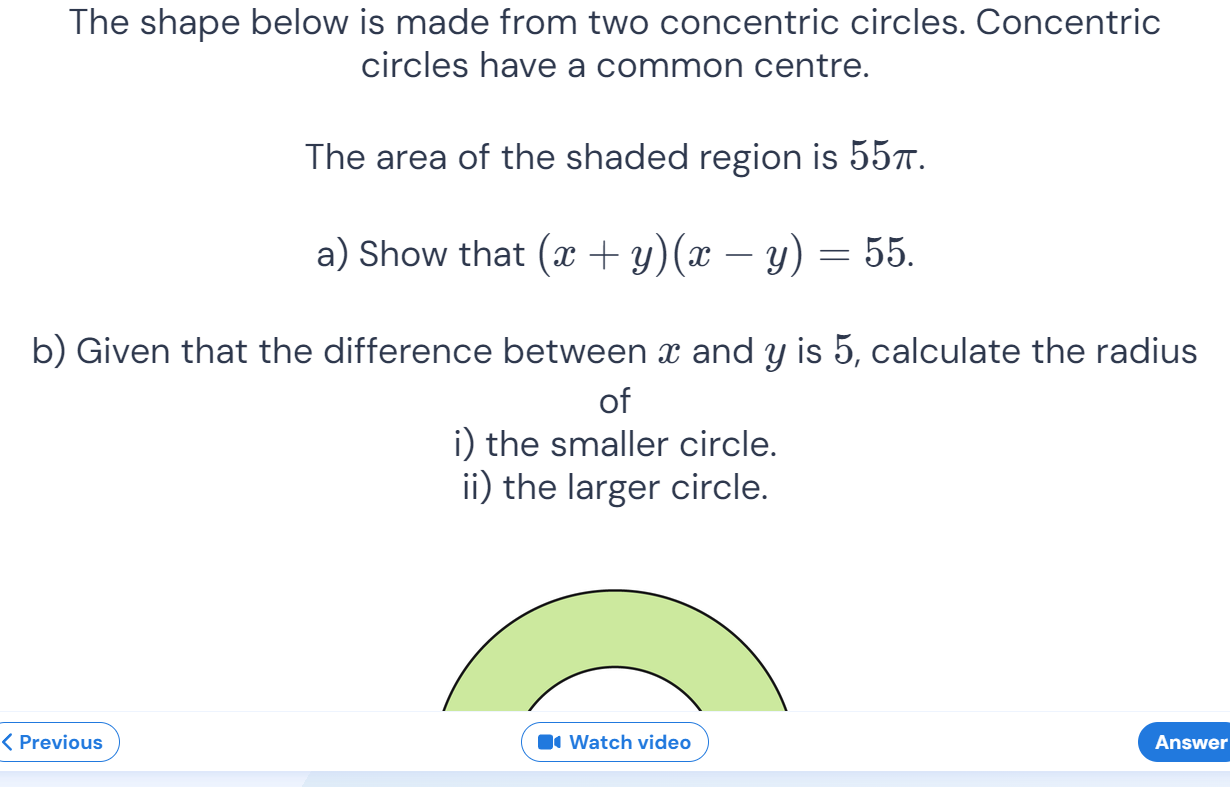 The shape below is made from two concentric circles. Concentric
circles have a common centre.
The area of the shaded region is 55π.
a) Show that (x + y)(x − y) = 55.
b) Given that the difference between x and y is 5, calculate the radius
of
i) the smaller circle.
ii) the larger circle.
Previous
Watch video
Answer